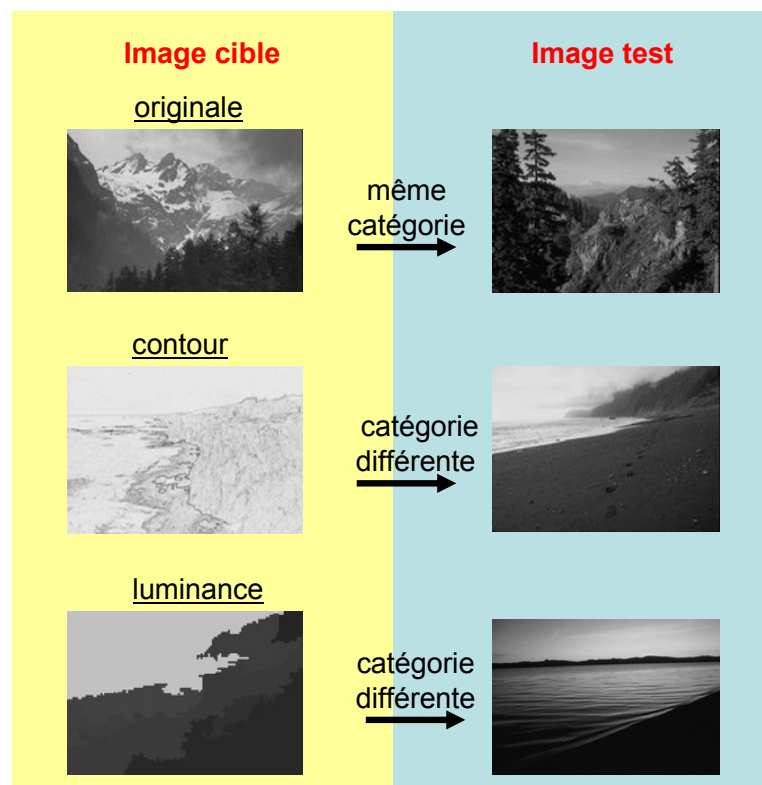 Image cible
Image test
originale
même
catégorie
contour
catégorie
différente
luminance
catégorie
différente